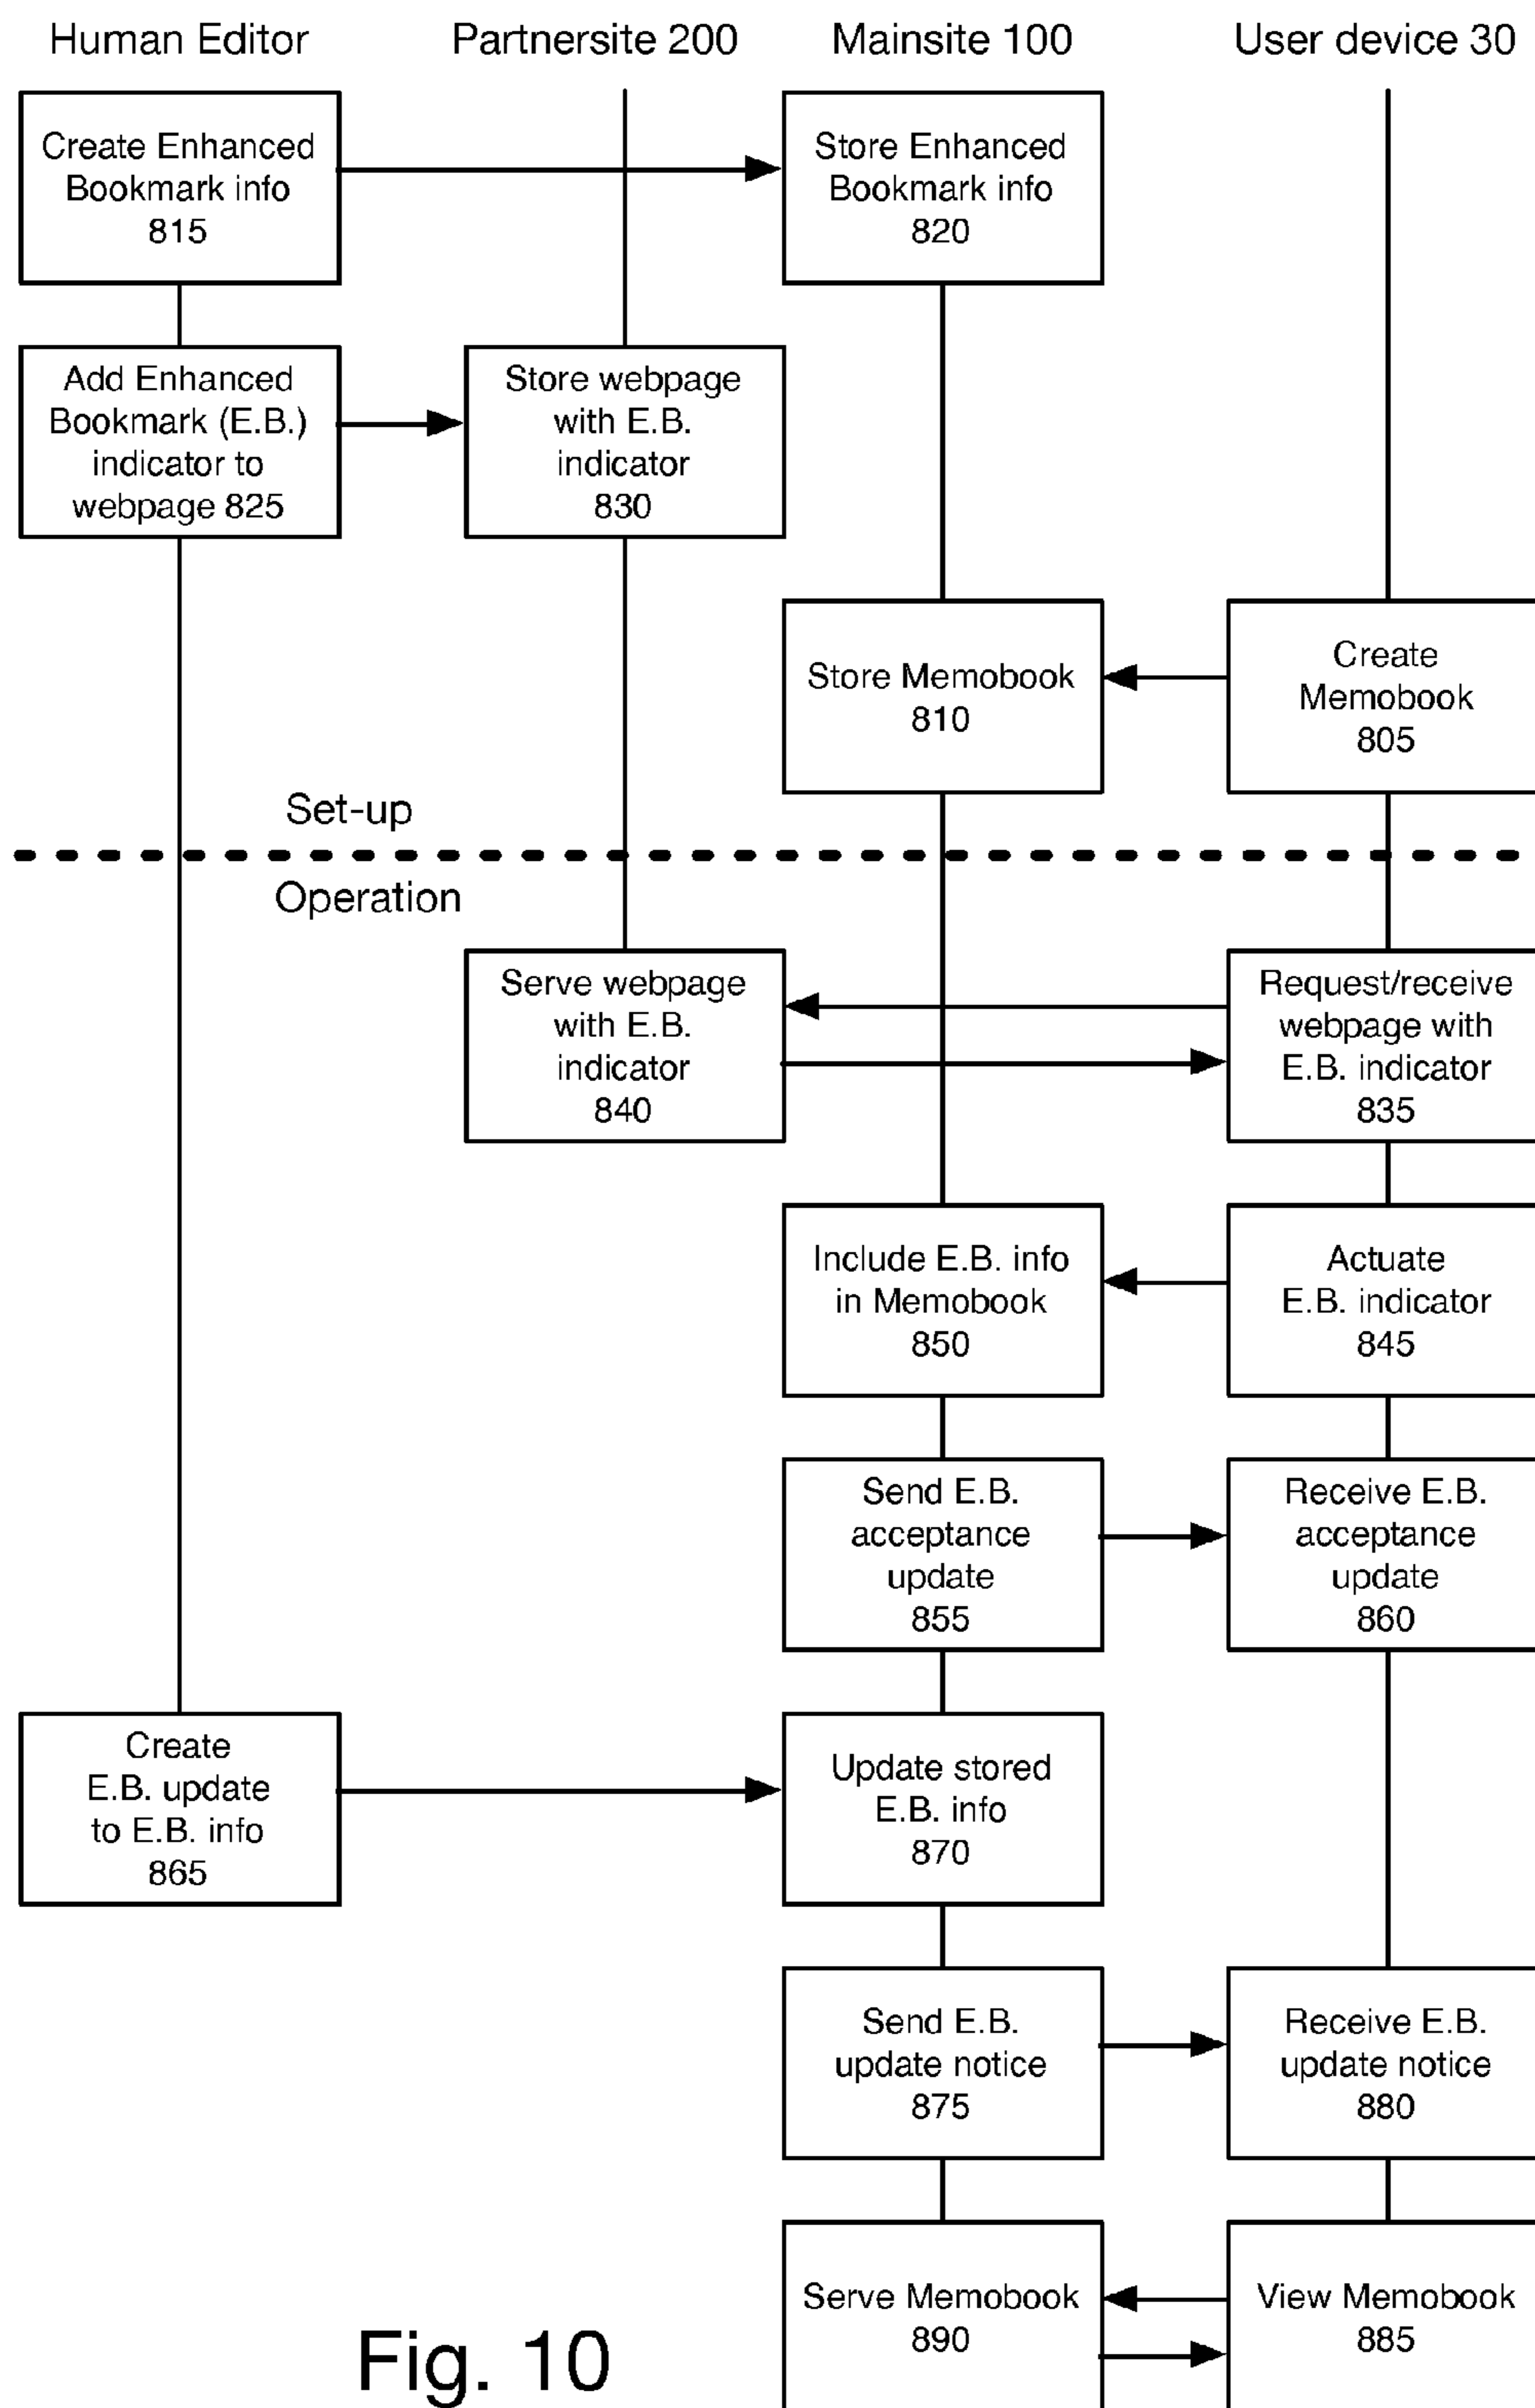 Human Editor
Partnersite 200
Mainsite 100
User device 30
Create Enhanced
Bookmark info
815
Store Enhanced
Bookmark info
820
Add Enhanced
Bookmark (E.B.)
indicator to
webpage 825
Store webpage
with E.B.
indicator
830
Store Memobook
810
Create
Memobook
805
Set-up
Operation
Serve webpage
with E.B.
indicator
840
Request/receive
webpage with
E.B. indicator
835
Include E.B. info
in Memobook
850
Actuate
E.B. indicator
845
Send E.B.
acceptance
update
855
Receive E.B.
acceptance
update
860
Create
E.B. update
to E.B. info
865
Update stored
E.B. info
870
Send E.B.
update notice
875
Receive E.B.
update notice
880
Serve Memobook
890
View Memobook
885
Fig. 10